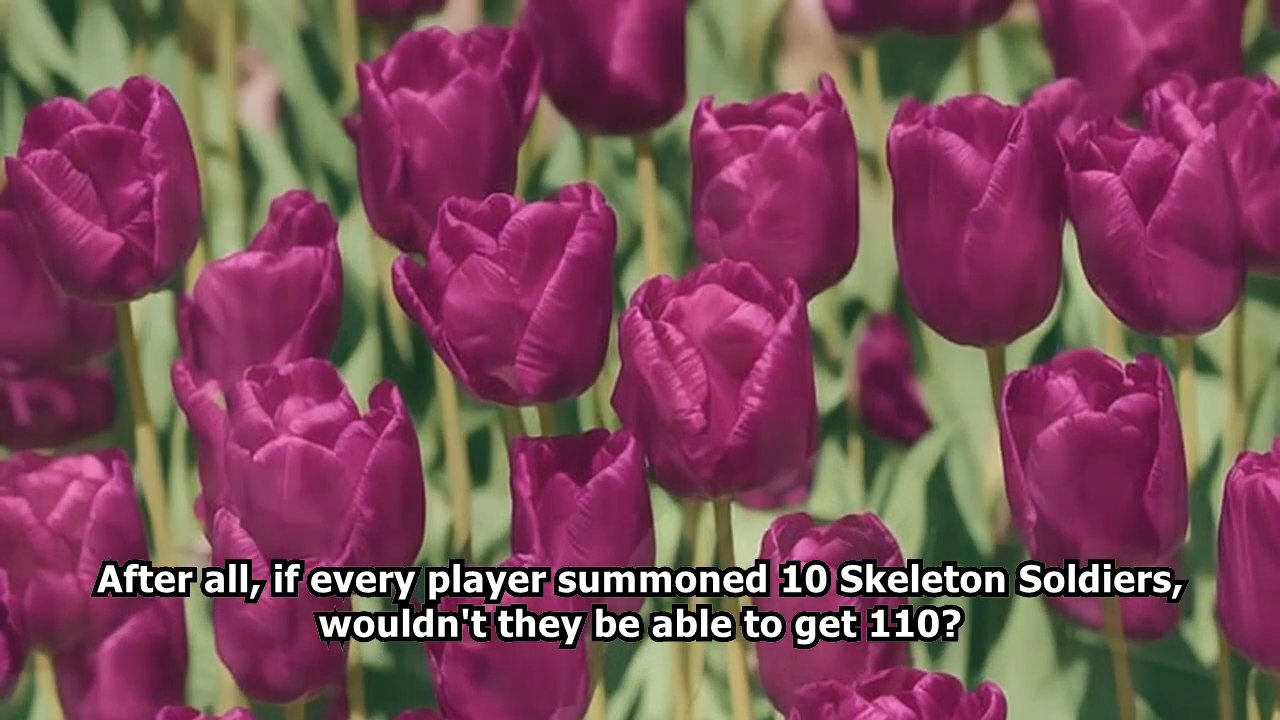 After all, if every player summoned 10 Skeleton Soldiers,
wouldn't they be able to get 110?